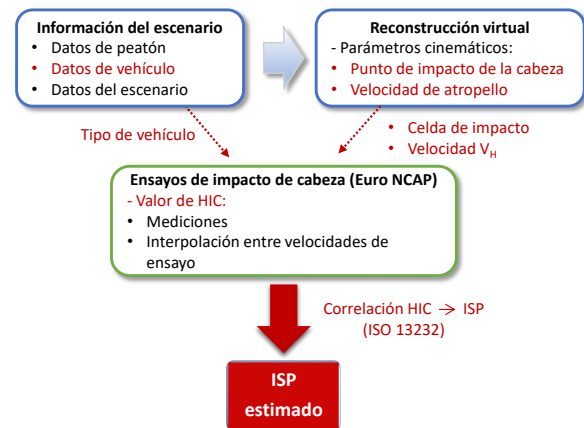 Información del escenario
• Datos de peatón
• Datos de vehículo
• Datos del escenario
Reconstrucción virtual
- Parámetros cinemáticos:
• Punto de impacto de la cabeza
• Velocidad de atropello
Tipo de vehículo
• Celda de impacto
• Velocidad V_H
Ensayos de impacto de cabeza (Euro NCAP)
- Valor de HIC:
• Mediciones
• Interpolación entre velocidades de
ensayo
Correlación HIC → ISP
(ISO 13232)
ISP
estimado